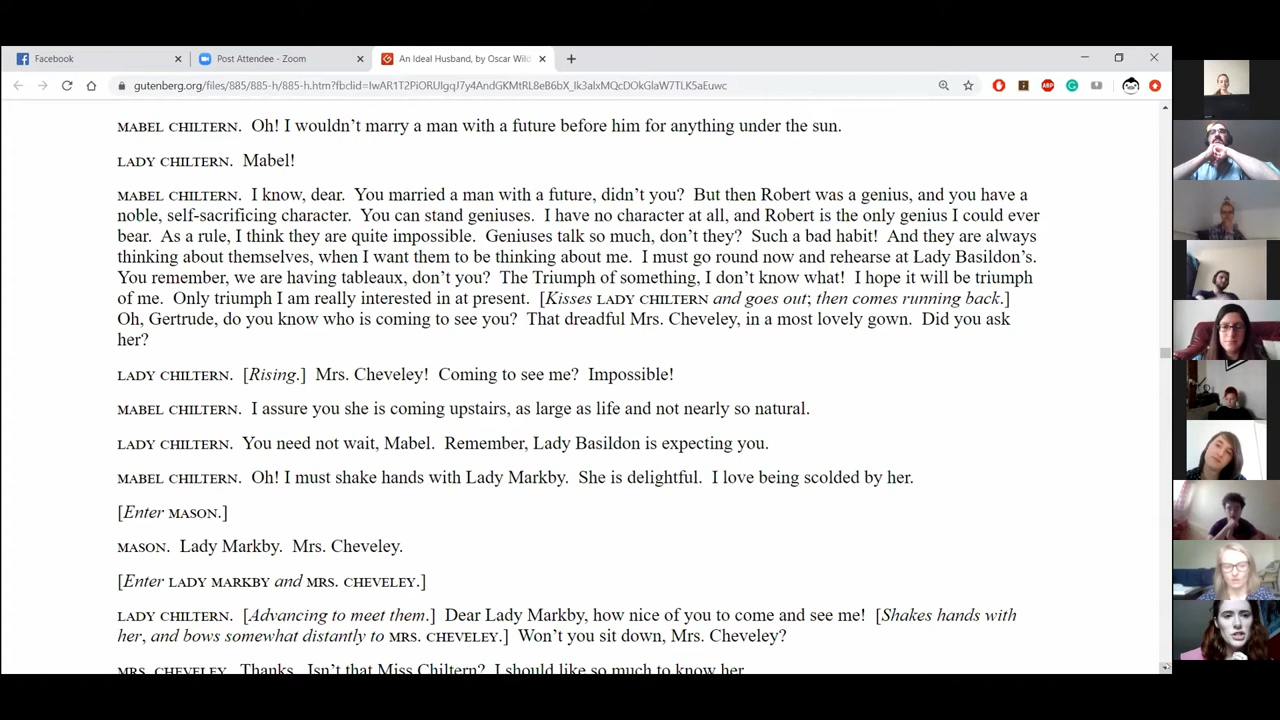 Facebook
Post Attendee - Zoom
An Ideal Husband, by Oscar Wild
gutenberg.org/files/885/885-h/885-h.htm?fbclid=IwAR1T2PiORUJgqJ7y4AndGKMtRL8eB6bX_Ik3alxMQcDOkGlaW7TLK5aEuwc
MABEL CHILTERN. Oh! I wouldn’t marry a man with a future before him for anything under the sun.
LADY CHILTERN. Mabel!
MABEL CHILTERN. I know, dear. You married a man with a future, didn’t you? But then Robert was a genius, and you have a
noble, self-sacrificing character. You can stand geniuses. I have no character at all, and Robert is the only genius I could ever
bear. As a rule, I think they are quite impossible. Geniuses talk so much, don’t they? Such a bad habit! And they are always
thinking about themselves, when I want them to be thinking about me. I must go round now and rehearse at Lady Basildon’s.
You remember, we are having tableaux, don’t you? The Triumph of something, I don’t know what! I hope it will be triumph
of me. Only triumph I am really interested in at present. [Kisses LADY CHILTERN and goes out; then comes running back.]
Oh, Gertrude, do you know who is coming to see you? That dreadful Mrs. Cheveley, in a most lovely gown. Did you ask
her?
LADY CHILTERN. [Rising.] Mrs. Cheveley! Coming to see me? Impossible!
MABEL CHILTERN. I assure you she is coming upstairs, as large as life and not nearly so natural.
LADY CHILTERN. You need not wait, Mabel. Remember, Lady Basildon is expecting you.
MABEL CHILTERN. Oh! I must shake hands with Lady Markby. She is delightful. I love being scolded by her.
[Enter MASON.]
MASON. Lady Markby. Mrs. Cheveley.
[Enter LADY MARKBY and MRS. CHEVELEY.]
LADY CHILTERN. [Advancing to meet them.] Dear Lady Markby, how nice of you to come and see me! [Shakes hands with
her, and bows somewhat distantly to MRS. CHEVELEY.] Won’t you sit down, Mrs. Cheveley?
MRS. CHEVELEY. Thanks. Isn’t that Miss Chiltern? I should like so much to know her.